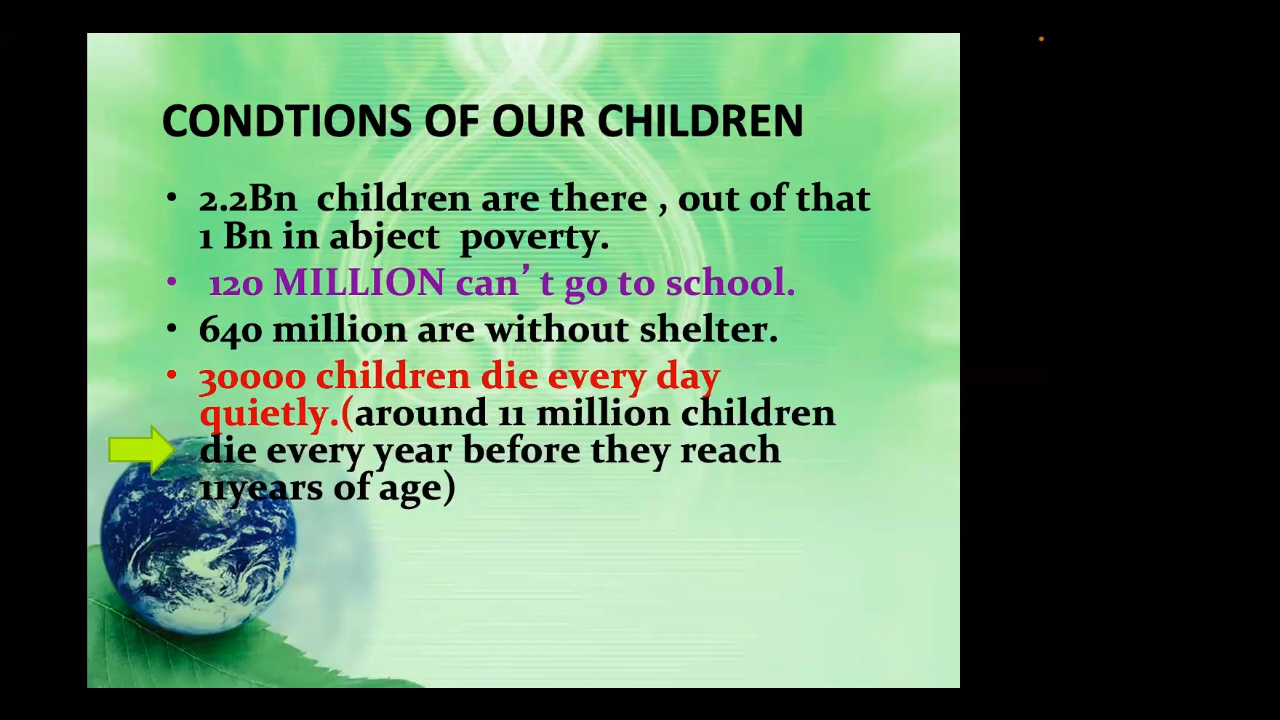 CONDTIONS OF OUR CHILDREN
• 2.2Bn  children are there , out of that
1 Bn in abject  poverty.
•  120 MILLION can’ t go to school.
• 640 million are without shelter.
• 30000 children die every day
quietly.(around 11 million children
die every year before they reach
11years of age)